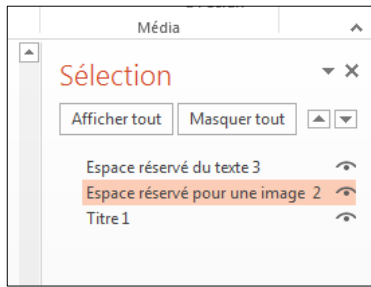 Média
Sélection
Afficher tout Masquer tout
Espace réservé du texte 3
Espace réservé pour une image 2
Titre 1